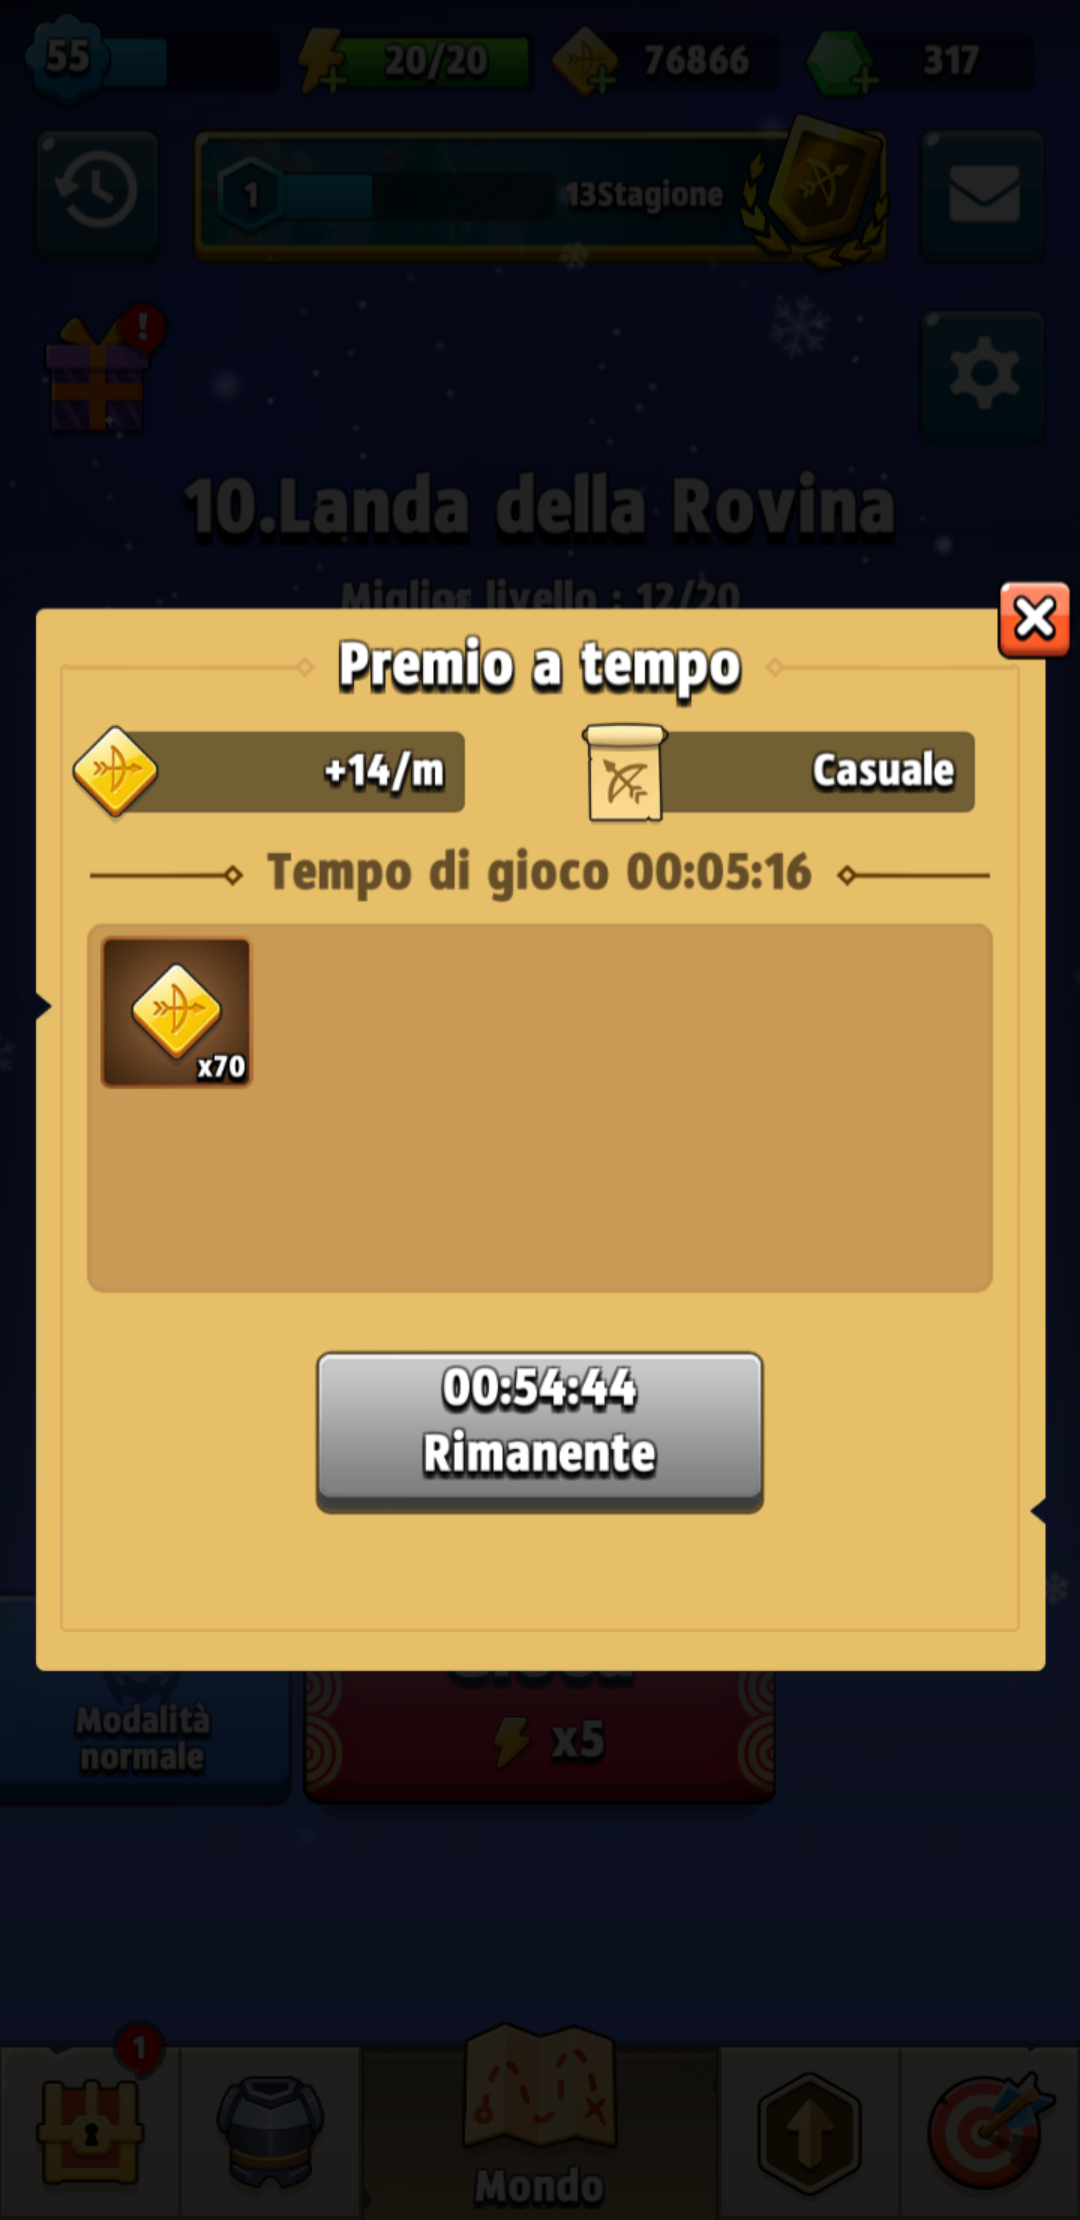 55
20/20
76866
317
1
13Stagione
!
10.Landa della Rovina
Miglior livello : 12/20
Premio a tempo
+14/m
Casuale
Tempo di gioco 00:05:16
x70
00:54:44
Rimanente
Gioca
Modalità
normale
x5
1
Mondo